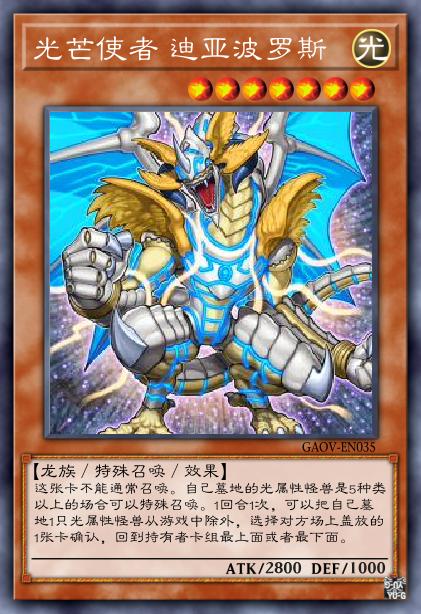 光芒使者 迪亚波罗斯
光
GAOV-EN035
【龙族/特殊召唤/效果】
这张卡不能通常召唤。自己墓地的光属性怪兽是5种类
以上的场合可以特殊召唤。1回合1次，可以把自己墓
地1只光属性怪兽从游戏中除外，选择对方场上盖放的
1张卡确认，回到持有者卡组最上面或者最下面。
ATK/2800 DEF/1000